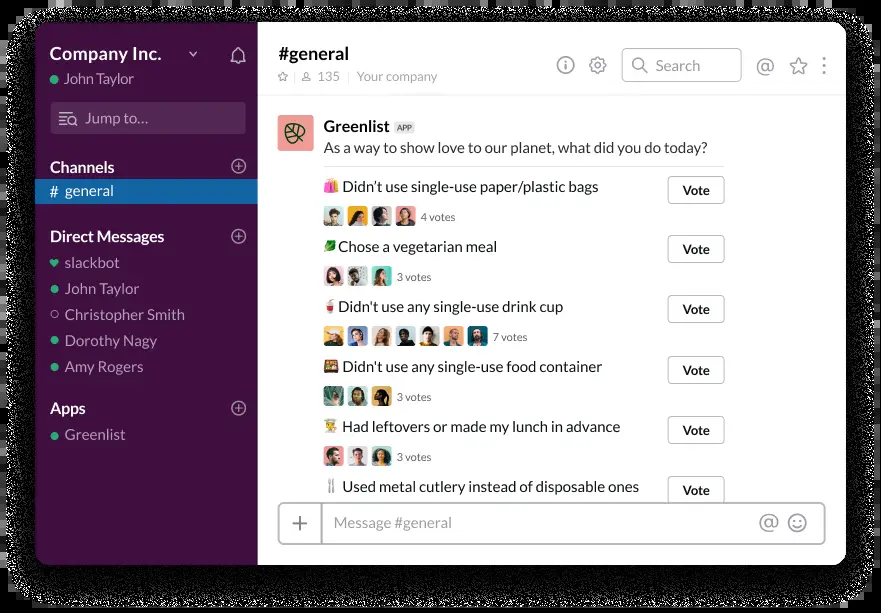 Company Inc.
John Taylor
Jump to...
Channels
# general
Direct Messages
slackbot
John Taylor
Christopher Smith
Dorothy Nagy
Amy Rogers
Apps
Greenlist
#general
135 Your company
Search
Greenlist APP
As a way to show love to our planet, what did you do today?
Didn’t use single-use paper/plastic bags Vote
4 votes
Chose a vegetarian meal Vote
3 votes
Didn't use any single-use drink cup Vote
7 votes
Didn't use any single-use food container Vote
3 votes
Had leftovers or made my lunch in advance Vote
3 votes
Used metal cutlery instead of disposable ones Vote
Message #general